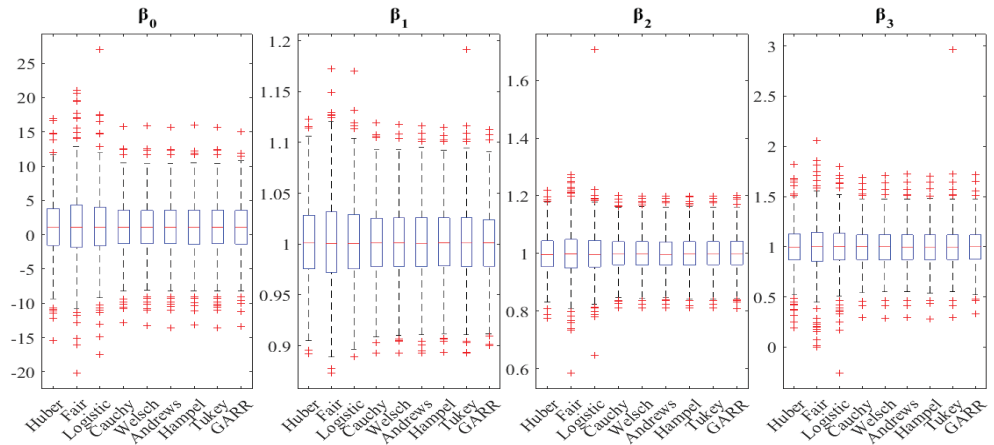 β0
25
20
15
10
5
0
-5
-10
-15
-20
Huber
Fair
Logistic
Cauchy
Welsch
Andrews
Hampel
Tukey
GARR
β1
1.2
1.15
1.1
1.05
1
0.95
0.9
Huber
Fair
Logistic
Cauchy
Welsch
Andrews
Hampel
Tukey
GARR
β2
1.6
1.4
1.2
1.0
0.8
0.6
Huber
Fair
Logistic
Cauchy
Welsch
Andrews
Hampel
Tukey
GARR
β3
3
2.5
2
1.5
1
0.5
0
Huber
Fair
Logistic
Cauchy
Welsch
Andrews
Hampel
Tukey
GARR